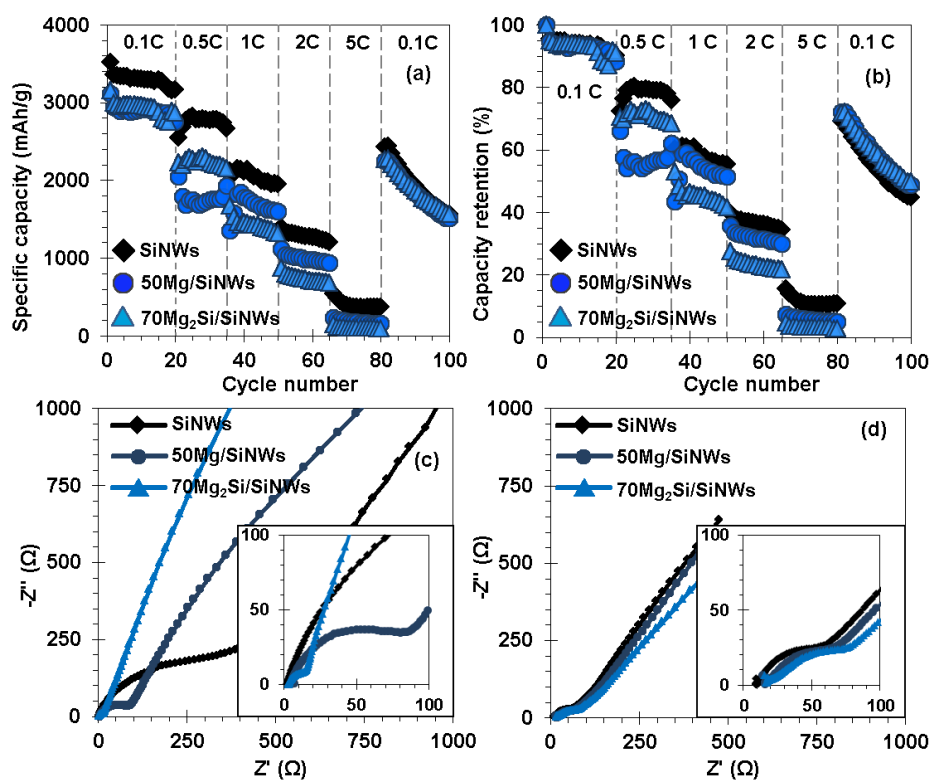 4000
3000
2000
1000
0
Specific capacity (mAh/g)
0.1C
0.5C
1C
2C
5C
0.1C
(a)
SiNWs
50Mg/SiNWs
70Mg₂Si/SiNWs
0
20
40
60
80
100
Cycle number
100
80
60
40
20
0
Capacity retention (%)
0.1 C
0.5 C
1 C
2 C
5 C
0.1 C
(b)
SiNWs
50Mg/SiNWs
70Mg₂Si/SiNWs
0
20
40
60
80
100
Cycle number
1000
750
500
250
0
-Z'' (Ω)
SiNWs
50Mg/SiNWs
70Mg₂Si/SiNWs
(c)
100
50
0
0
50
100
0
250
500
750
1000
Z' (Ω)
1000
750
500
250
0
-Z'' (Ω)
SiNWs
50Mg/SiNWs
70Mg₂Si/SiNWs
(d)
100
50
0
0
50
100
0
250
500
750
1000
Z' (Ω)